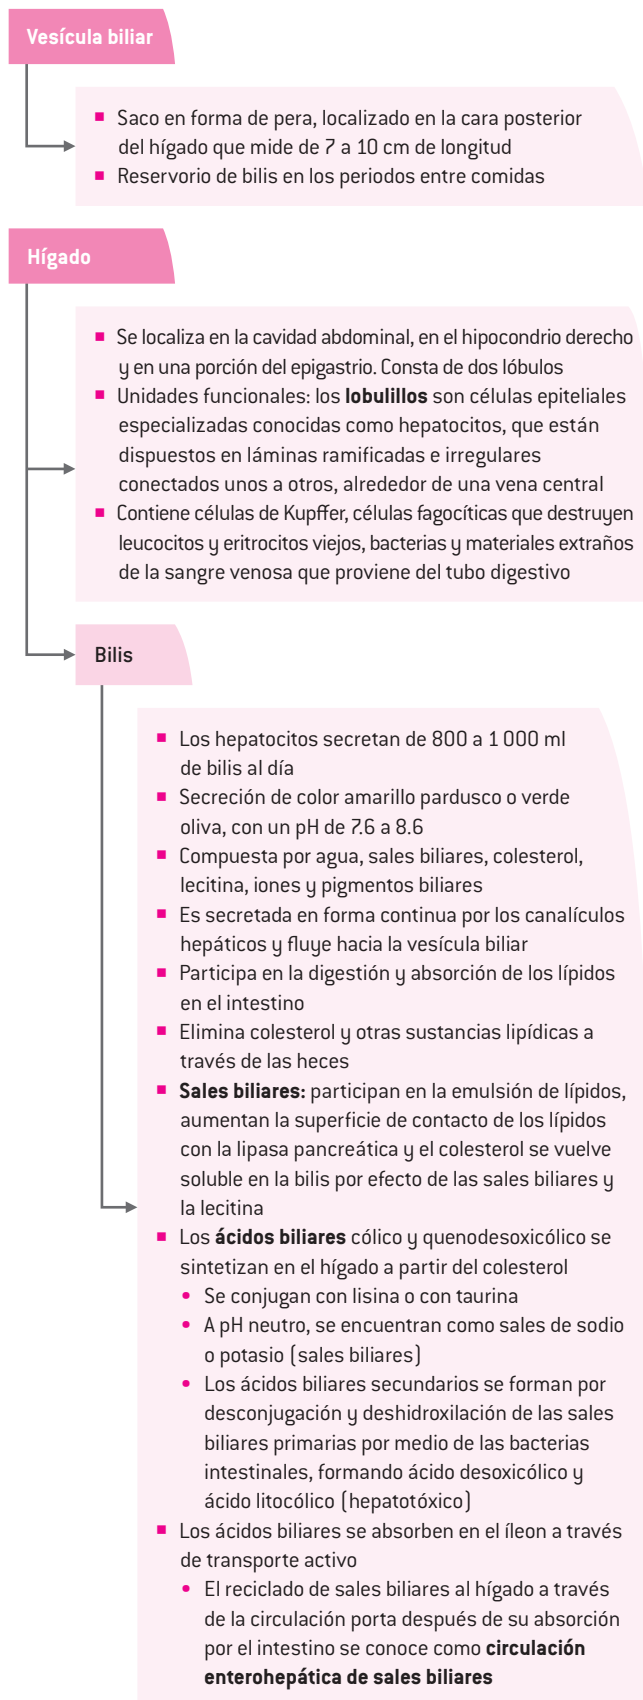 Vesícula biliar
■ Saco en forma de pera, localizado en la cara posterior
del hígado que mide de 7 a 10 cm de longitud
■ Reservorio de bilis en los periodos entre comidas
Hígado
■ Se localiza en la cavidad abdominal, en el hipocondrio derecho
y en una porción del epigastrio. Consta de dos lóbulos
■ Unidades funcionales: los lobulillos son células epiteliales
especializadas conocidas como hepatocitos, que están
dispuestos en láminas ramificadas e irregulares
conectados unos a otros, alrededor de una vena central
■ Contiene células de Kupffer, células fagocíticas que destruyen
leucocitos y eritrocitos viejos, bacterias y materiales extraños
de la sangre venosa que proviene del tubo digestivo
Bilis
■ Los hepatocitos secretan de 800 a 1 000 ml
de bilis al día
■ Secreción de color amarillo pardusco o verde
oliva, con un pH de 7.6 a 8.6
■ Compuesta por agua, sales biliares, colesterol,
lecitina, iones y pigmentos biliares
■ Es secretada en forma continua por los canalículos
hepáticos y fluye hacia la vesícula biliar
■ Participa en la digestión y absorción de los lípidos
en el intestino
■ Elimina colesterol y otras sustancias lipídicas a
través de las heces
■ Sales biliares: participan en la emulsión de lípidos,
aumentan la superficie de contacto de los lípidos
con la lipasa pancreática y el colesterol se vuelve
soluble en la bilis por efecto de las sales biliares y
la lecitina
■ Los ácidos biliares cólico y quenodesoxicólico se
sintetizan en el hígado a partir del colesterol
• Se conjugan con lisina o con taurina
• A pH neutro, se encuentran como sales de sodio
o potasio (sales biliares)
• Los ácidos biliares secundarios se forman por
desconjugación y deshidroxilación de las sales
biliares primarias por medio de las bacterias
intestinales, formando ácido desoxicólico y
ácido litocólico (hepatotóxico)
■ Los ácidos biliares se absorben en el íleon a través
de transporte activo
• El reciclado de sales biliares al hígado a través
de la circulación porta después de su absorción
por el intestino se conoce como circulación
enterohepática de sales biliares